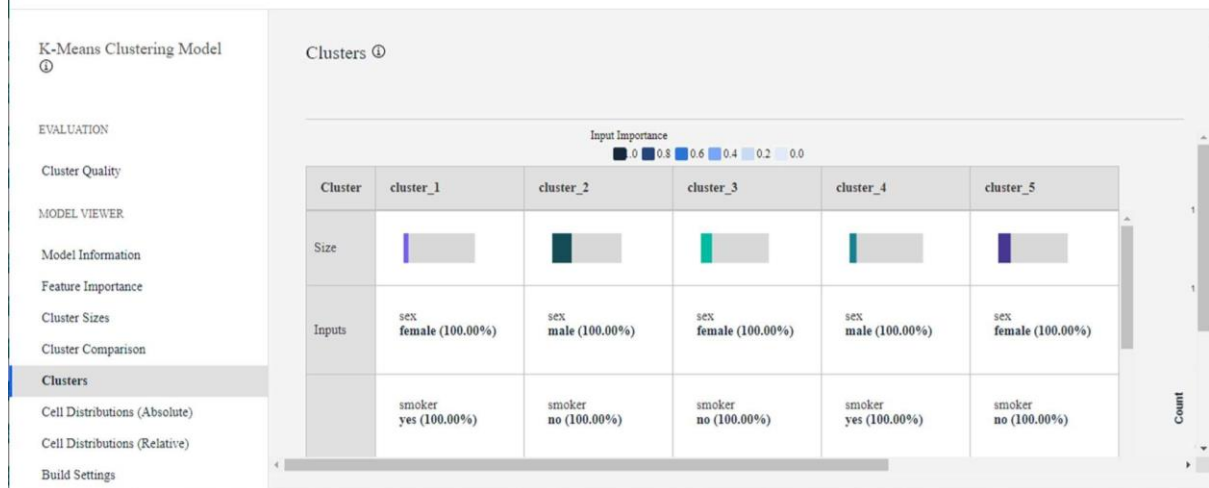 K-Means Clustering Model
ⓘ
EVALUATION
Cluster Quality
MODEL VIEWER
Model Information
Feature Importance
Cluster Sizes
Cluster Comparison
Clusters
Cell Distributions (Absolute)
Cell Distributions (Relative)
Build Settings
Clusters ⓘ
Input Importance
.0 0.8 0.6 0.4 0.2 0.0
Cluster cluster_1 cluster_2 cluster_3 cluster_4 cluster_5
Size
Inputs
sex sex sex sex sex
female (100.00%) male (100.00%) female (100.00%) male (100.00%) female (100.00%)
smoker smoker smoker smoker smoker
yes (100.00%) no (100.00%) no (100.00%) yes (100.00%) no (100.00%)
1
1
Count